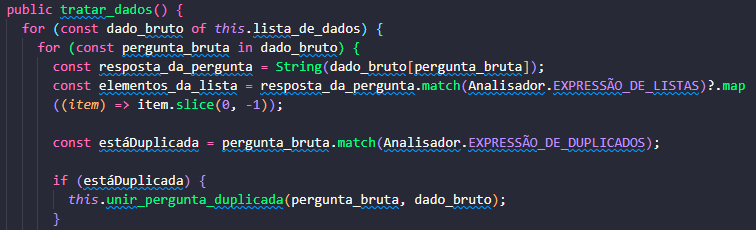 public tratar_dados() {
for (const dado_bruto of this.lista_de_dados) {
for (const pergunta_bruta in dado_bruto) {
const resposta_da_pergunta = String(dado_bruto[pergunta_bruta]);
const elementos_da_lista = resposta_da_pergunta.match(Analisador.EXPRESSÃO_DE_LISTAS)?.map
((item) => item.slice(0, -1));
const estáDuplicada = pergunta_bruta.match(Analisador.EXPRESSÃO_DE_DUPLICADOS);
if (estáDuplicada) {
this.unir_pergunta_duplicada(pergunta_bruta, dado_bruto);
}